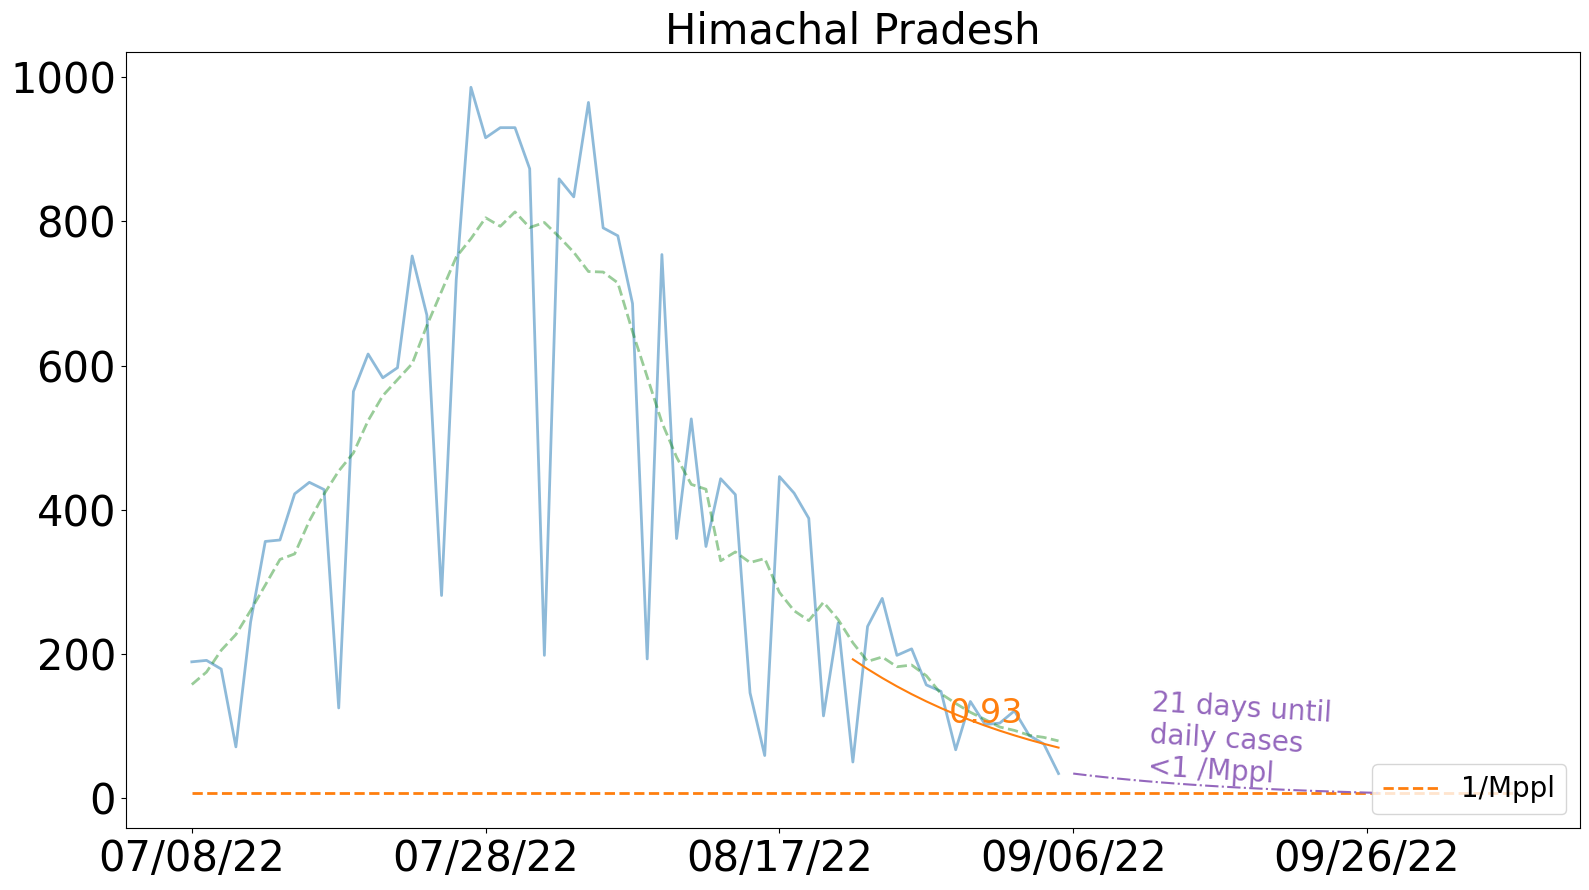 Himachal Pradesh
1000
800
600
400
200
0
0.93
21 days until
daily cases
<1 /Mppl
1/Mppl
07/08/22
07/28/22
08/17/22
09/06/22
09/26/22